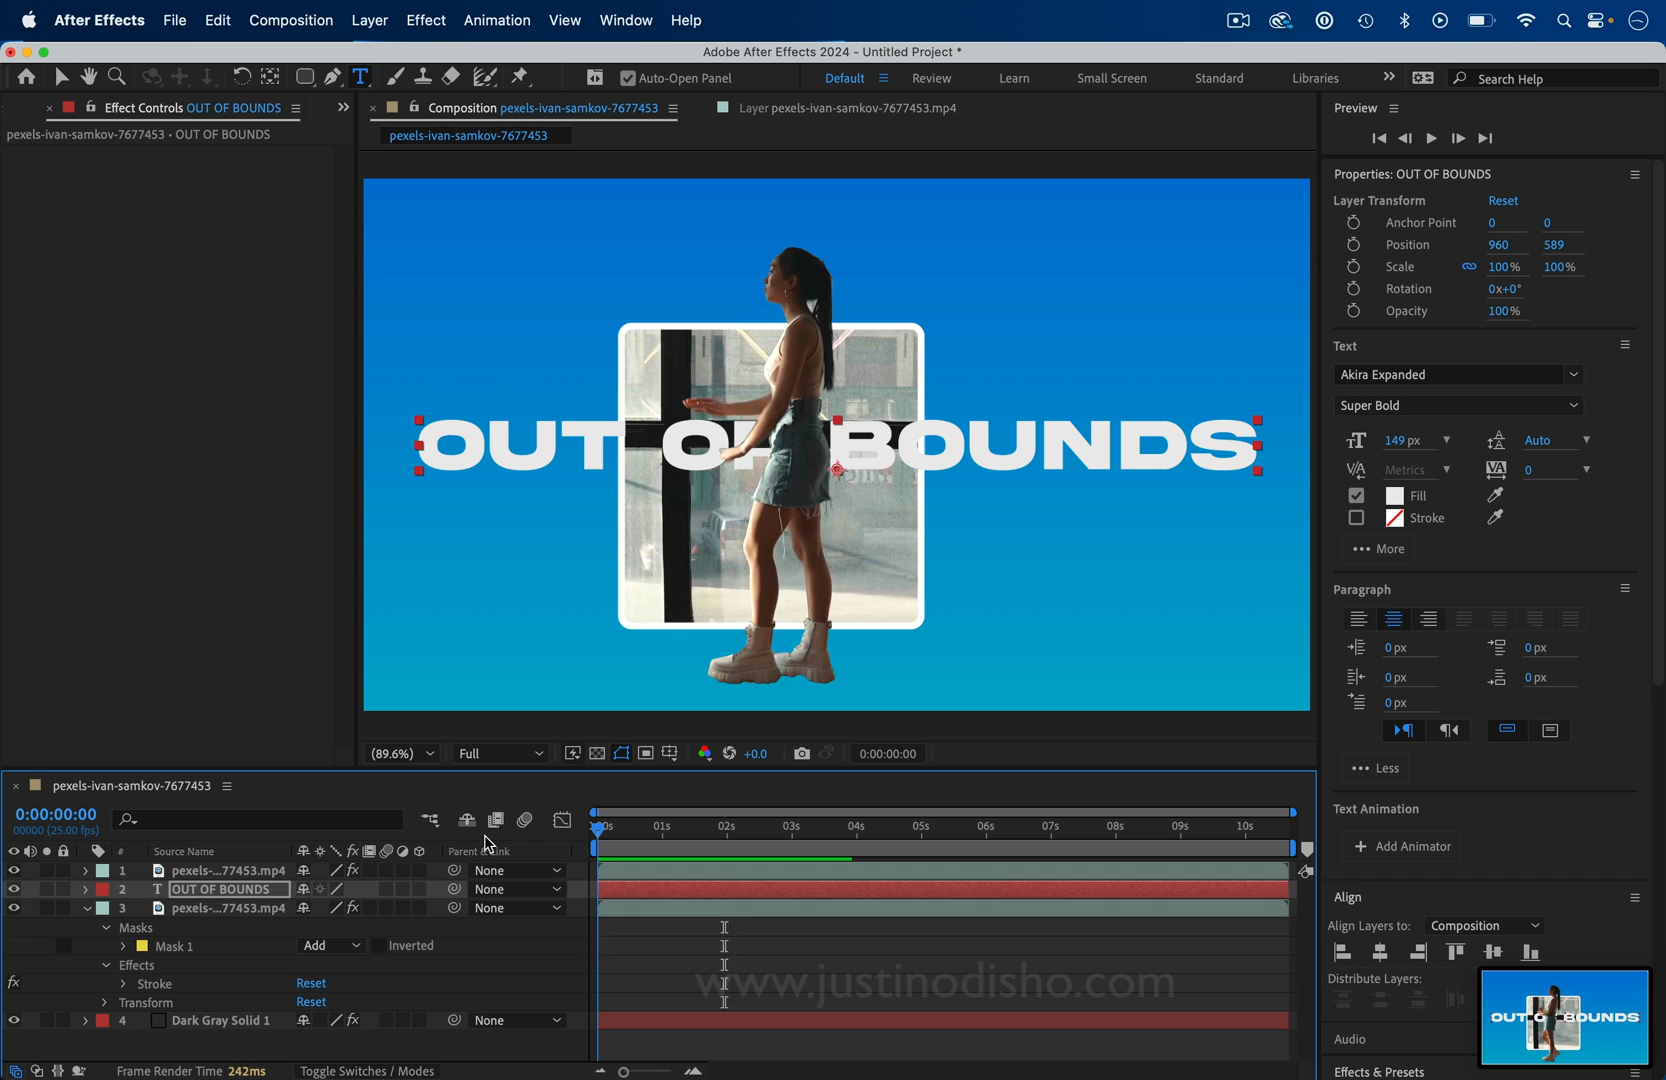 After Effects File Edit Composition Layer Effect Animation View Window Help
Adobe After Effects 2024 - Untitled Project *
Auto-Open Panel Default Review Learn Small Screen Standard Libraries Search Help
Effect Controls OUT OF BOUNDS
pexels-ivan-samkov-7677453 • OUT OF BOUNDS
Composition pexels-ivan-samkov-7677453
Layer pexels-ivan-samkov-7677453.mp4
pexels-ivan-samkov-7677453
OUT OF BOUNDS
(89.6%) Full +0.0 0:00:00:00
Preview
Properties: OUT OF BOUNDS
Layer Transform Reset
Anchor Point 0 0
Position 960 589
Scale 100% 100%
Rotation 0x+0°
Opacity 100%
Text
Akira Expanded
Super Bold
149 px Auto
Metrics 0
Fill
Stroke
••• More
Paragraph
0 px 0 px
0 px 0 px
0 px
••• Less
Text Animation
+ Add Animator
Align
Align Layers to: Composition
Distribute Layers:
Audio
Effects & Presets
OUT OF BOUNDS
pexels-ivan-samkov-7677453
0:00:00:00
00000 (25.00 fps)
01s 02s 03s 04s 05s 06s 07s 08s 09s 10s
# Source Name Parent & Link
1 pexels-...77453.mp4 None
2 T OUT OF BOUNDS None
3 pexels-...77453.mp4 None
Masks
Mask 1 Add Inverted
Effects
fx Stroke Reset
Transform Reset
4 Dark Gray Solid 1 None
www.justinodisho.com
Frame Render Time 242ms Toggle Switches / Modes